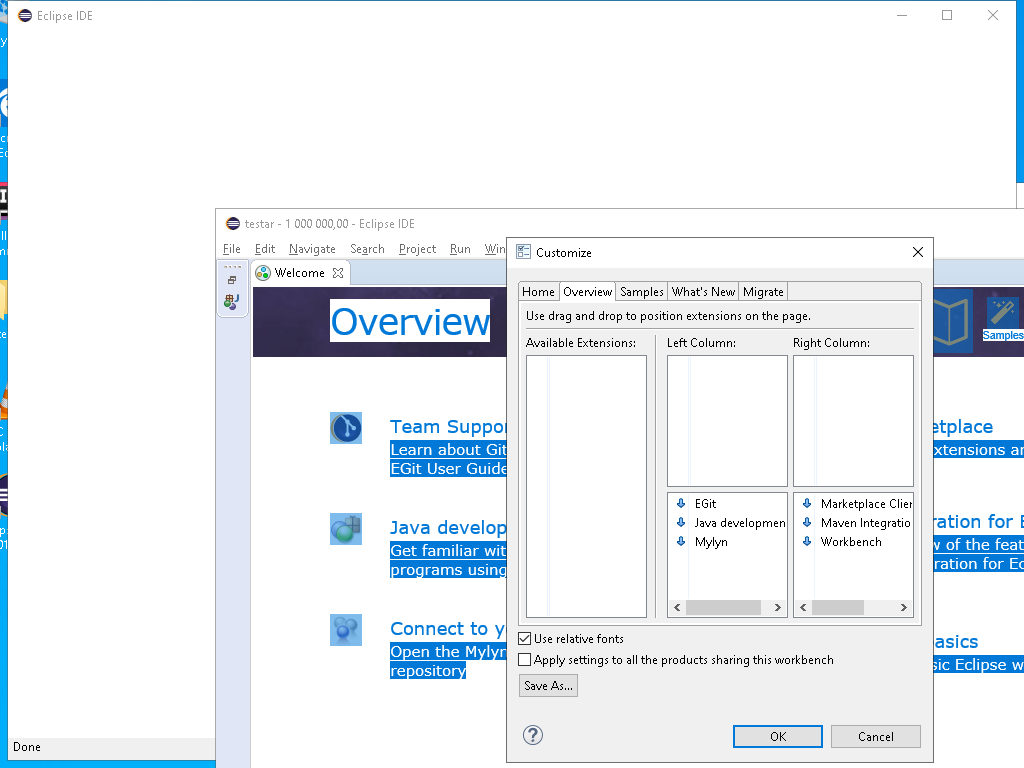 Eclipse IDE
testar - 1 000 000,00 - Eclipse IDE
File Edit Navigate Search Project Run Win
Welcome
Overview
Samples
Team Suppor
Learn about Git
EGit User Guide
Java develop
Get familiar wit
programs using
Connect to y
Open the Mylyn
repository
etplace
extensions an
ration for E
w of the feat
ration for Ec
asics
sic Eclipse w
Customize
Home Overview Samples What's New Migrate
Use drag and drop to position extensions on the page.
Available Extensions: Left Column: Right Column:
EGit
Java developmen
Mylyn
Marketplace Clier
Maven Integratio
Workbench
Use relative fonts
Apply settings to all the products sharing this workbench
Save As...
OK Cancel
Done